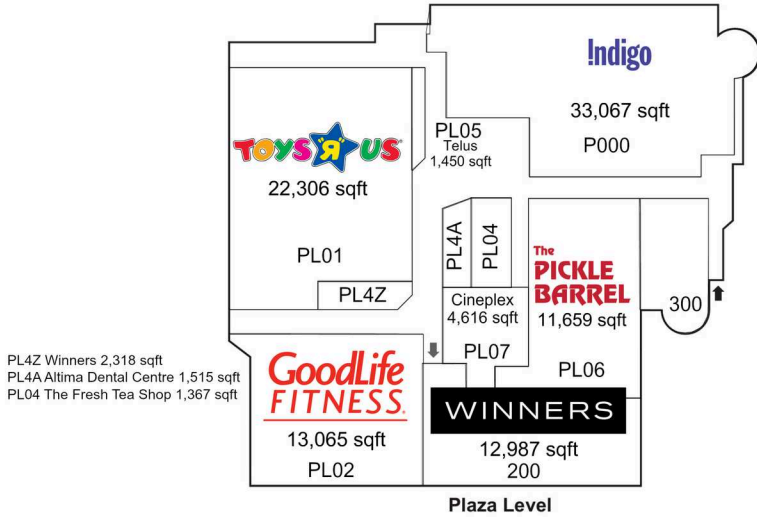 !ndigo
33,067 sqft
P000
PL05
Telus
1,450 sqft
TOYS "R" US
22,306 sqft
PL01
PL4Z
PL4A
PL04
The
PICKLE
BARREL
11,659 sqft
PL06
300
Cineplex
4,616 sqft
PL07
PL4Z Winners 2,318 sqft
PL4A Altima Dental Centre 1,515 sqft
PL04 The Fresh Tea Shop 1,367 sqft
GoodLife
FITNESS.
13,065 sqft
PL02
WINNERS
12,987 sqft
200
Plaza Level